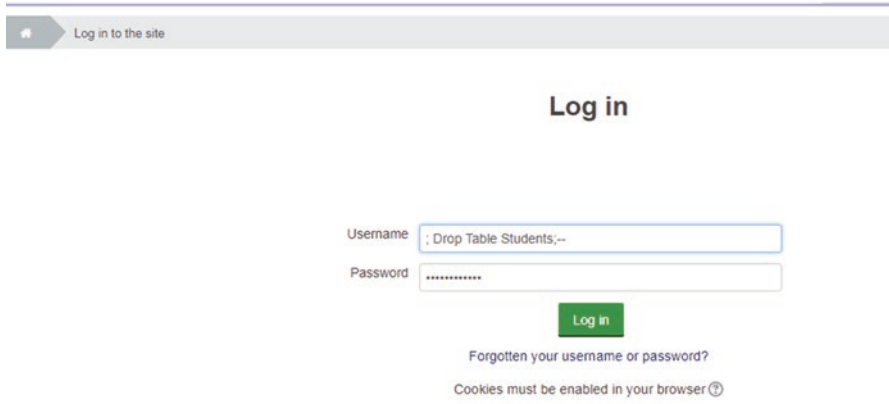 Log in to the site
Log in
Username ; Drop Table Students;--
Password ••••••••••••
Log in
Forgotten your username or password?
Cookies must be enabled in your browser